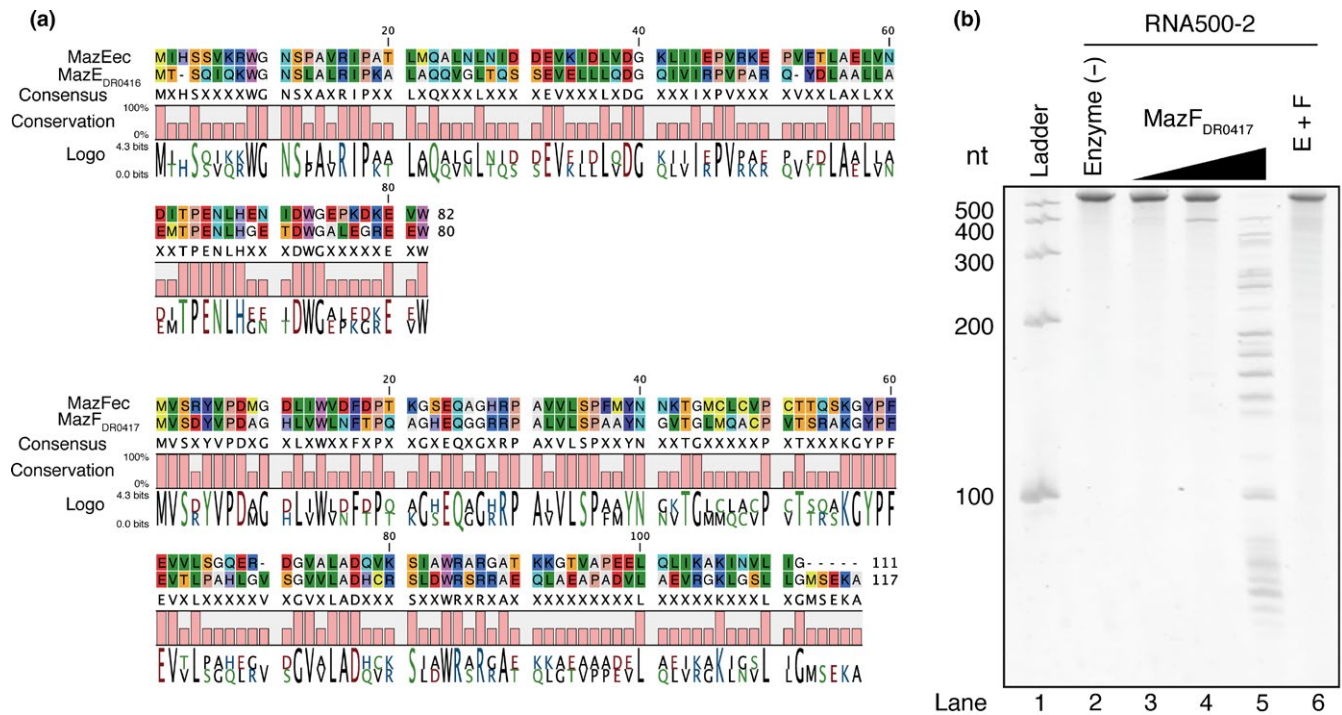 (a)
20
40
60
MazEec MIHSSVKRWG NSPAVRIPAT LMQALNLNID DEVKIDLVDG KLIIEPVRKE PVFTLAELVN
MazE DR0416 MT-SQIQKWG NSLALRIPKA LAQQVGLTQS SEVELLLQDG QIVIRPVPAR Q-YDLAALLA
Consensus MXHSXXXXWG NSXAXRIPXX LXQXXXLXXX XEVXXXLXDG XXXIXPVXXX XVXXLAXLXX
Conservation 100%
0%
Logo 4.3 bits
0.0 bits
80
DITPENLHEN IDWGEPKDKE VW 82
EMTPENLHGE TDWGALEGRE EW 80
XXTPENLHXX XDWGXXXXXE XW
20
40
60
MazFec MVSRYVPDMG DLIWVDFDPT KGSEQAGHRP AVVLSPFMYN NKTGMCLCVP CTTQSKGYPF
MazF DR0417 MVSDYVPDAG HLVWLNFTPQ AGHEQGGRRP ALVLSPAAYN GVTGLMQACP VTSRAKGYPF
Consensus MVSXYVPDXG XLXWXXFXPX XGXEQXGXRP AXVLSPXXYN XXTGXXXXXP XTXXXKGYPF
Conservation 100%
0%
Logo 4.3 bits
0.0 bits
80
100
EVVLSGQER- DGVALADQVK SIAWRARGAT KKGTVAPEEL QLIKAKINVL IG----- 111
EVTLPAHLGV SGVVLADHCR SLDWRSRRAE QLAEAPADVL AEVRGKLGSL LGMSEKA 117
EVXLXXXXXV XGVXLADXXX SXXWRXRXAX XXXXXXXXXL XXXXXKXXXL XGMSEKA
(b)
RNA500-2
nt
Ladder
Enzyme (−)
MazF DR0417
E + F
500
400
300
200
100
Lane 1 2 3 4 5 6